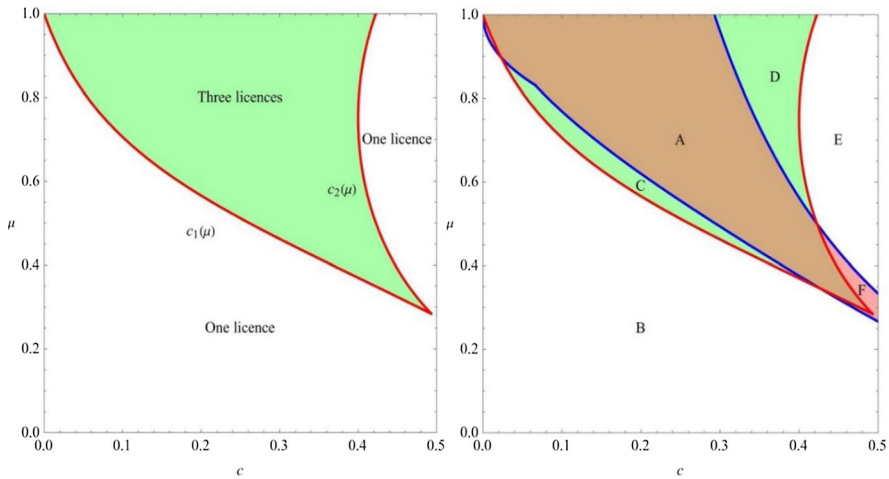 1.0
0.8
0.6
0.4
0.2
0.0
μ
Three licences
One licence
c₂(μ)
c₁(μ)
One licence
0.0 0.1 0.2 0.3 0.4 0.5
c
1.0
0.8
0.6
0.4
0.2
0.0
μ
D
A
E
C
F
B
0.0 0.1 0.2 0.3 0.4 0.5
c